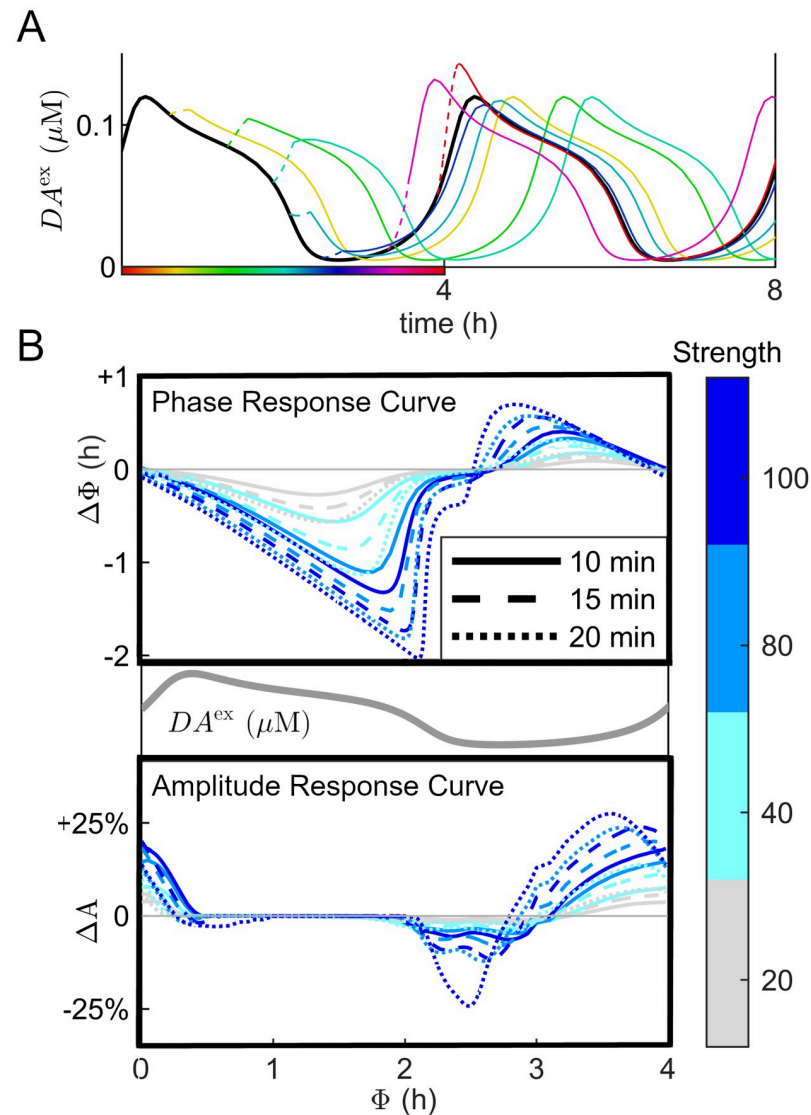 A
DA^ex (μM)
0.1
0
4
8
time (h)
B
Strength
+1
Phase Response Curve
0
ΔΦ (h)
-1
-2
10 min
15 min
20 min
100
80
40
20
DA^ex (μM)
Amplitude Response Curve
+25%
0
ΔA
-25%
0
1
2
3
4
Φ (h)